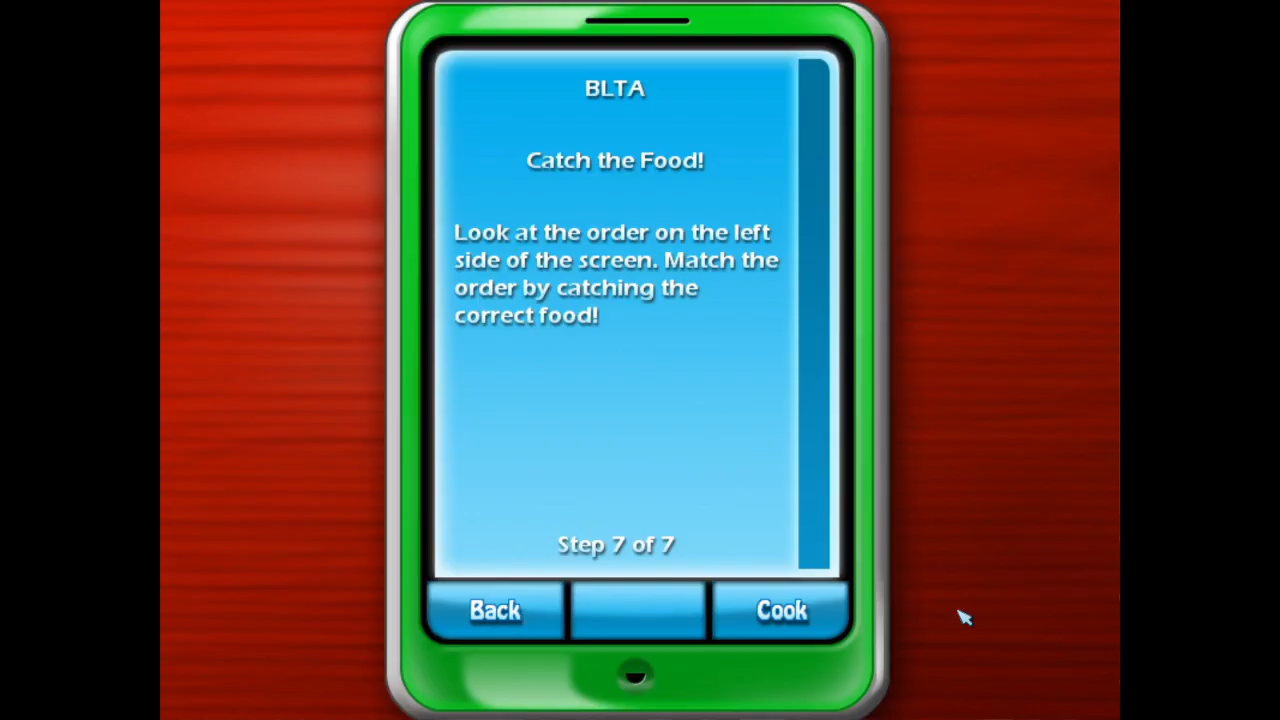 BLTA
Catch the Food!
Look at the order on the left
side of the screen. Match the
order by catching the
correct food!
Step 7 of 7
Back
Cook